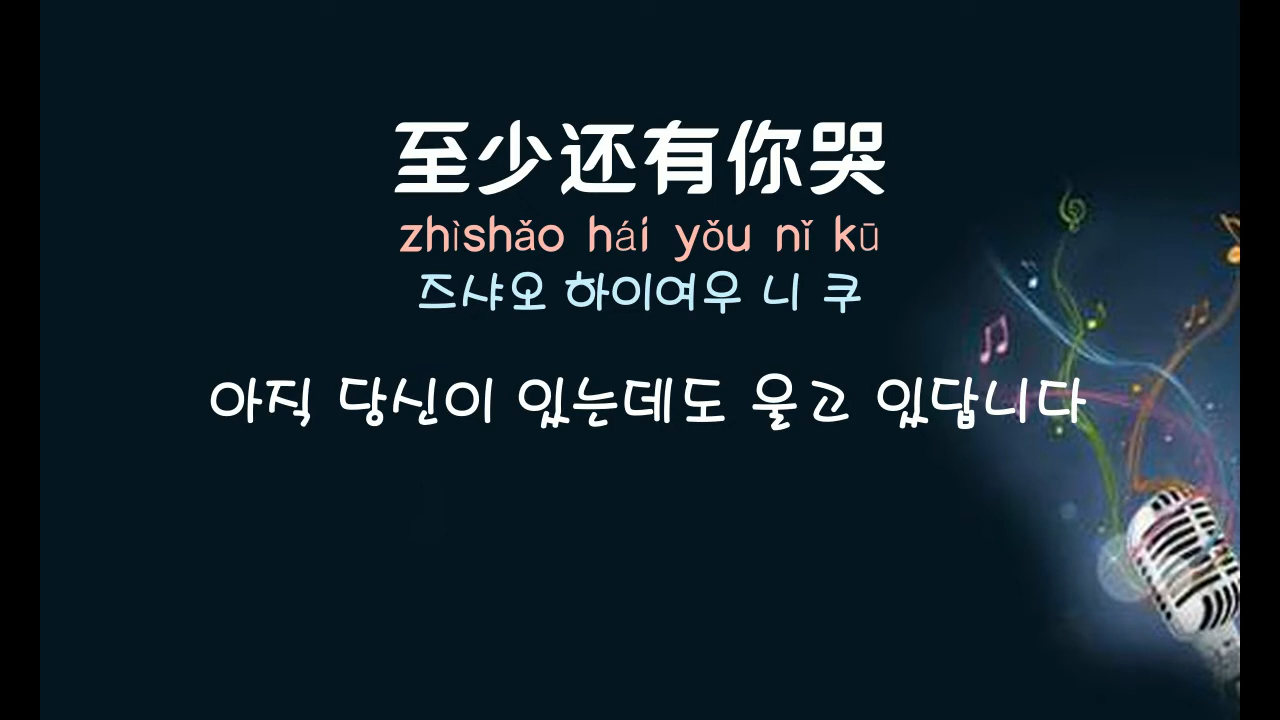 至少还有你哭
zhìshǎo hái yǒu nǐ kū
즈샤오 하이여우 니 쿠
아직 당신이 있는데도 울고 있답니다